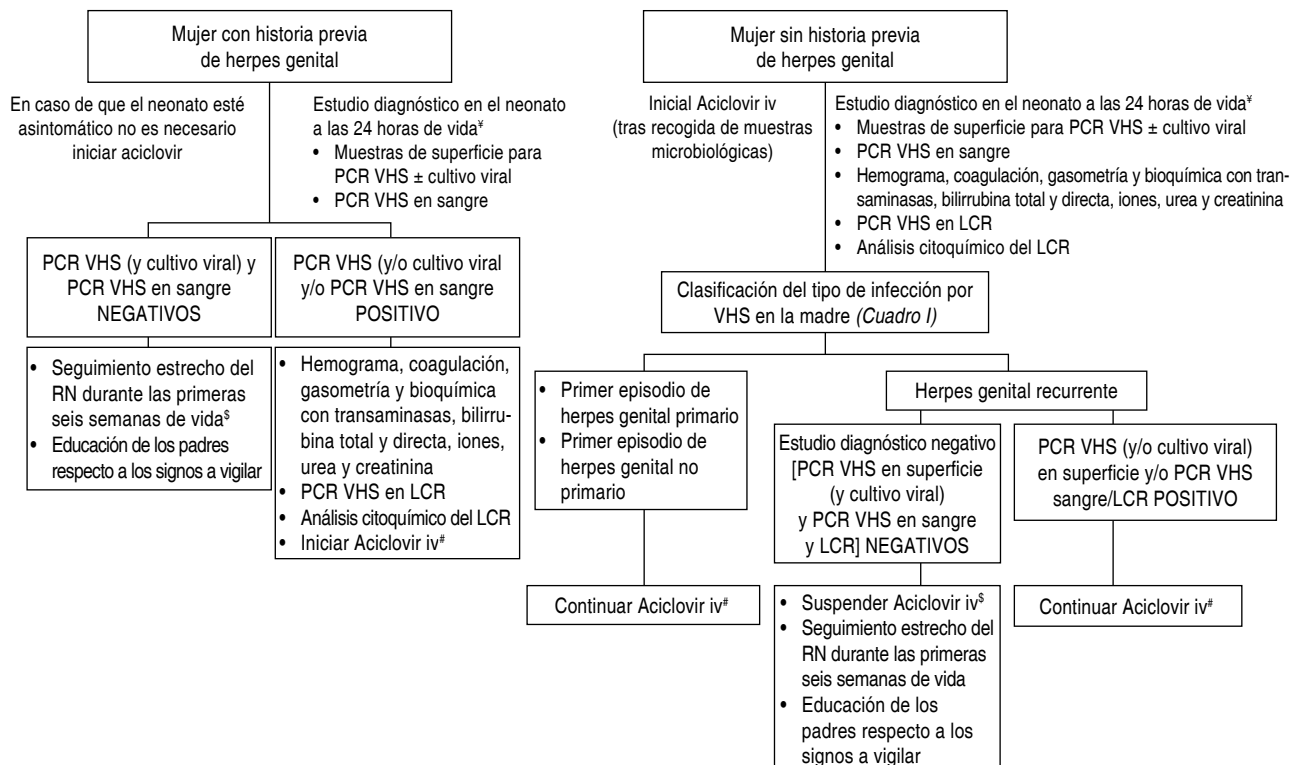 Mujer con historia previa
de herpes genital
En caso de que el neonato esté
asintomático no es necesario
iniciar aciclovir
Estudio diagnóstico en el neonato
a las 24 horas de vida¥
• Muestras de superficie para
PCR VHS ± cultivo viral
• PCR VHS en sangre
PCR VHS (y cultivo viral) y
PCR VHS en sangre
NEGATIVOS
PCR VHS (y/o cultivo viral
y/o PCR VHS en sangre
POSITIVO
• Seguimiento estrecho del
RN durante las primeras
seis semanas de vida$
• Educación de los padres
respecto a los signos a vigilar
• Hemograma, coagulación,
gasometría y bioquímica
con transaminasas, bilirru-
bina total y directa, iones,
urea y creatinina
• PCR VHS en LCR
• Análisis citoquímico del LCR
• Iniciar Aciclovir iv#
Mujer sin historia previa
de herpes genital
Inicial Aciclovir iv
(tras recogida de muestras
microbiológicas)
Estudio diagnóstico en el neonato a las 24 horas de vida¥
• Muestras de superficie para PCR VHS ± cultivo viral
• PCR VHS en sangre
• Hemograma, coagulación, gasometría y bioquímica con tran-
saminasas, bilirrubina total y directa, iones, urea y creatinina
• PCR VHS en LCR
• Análisis citoquímico del LCR
Clasificación del tipo de infección por
VHS en la madre (Cuadro I)
• Primer episodio de
herpes genital primario
• Primer episodio de
herpes genital no
primario
Continuar Aciclovir iv#
Herpes genital recurrente
Estudio diagnóstico negativo
[PCR VHS en superficie
(y cultivo viral)
y PCR VHS en sangre
y LCR] NEGATIVOS
• Suspender Aciclovir iv$
• Seguimiento estrecho del
RN durante las primeras
seis semanas de vida
• Educación de los
padres respecto a los
signos a vigilar
PCR VHS (y/o cultivo viral)
en superficie y/o PCR VHS
sangre/LCR POSITIVO
Continuar Aciclovir iv#